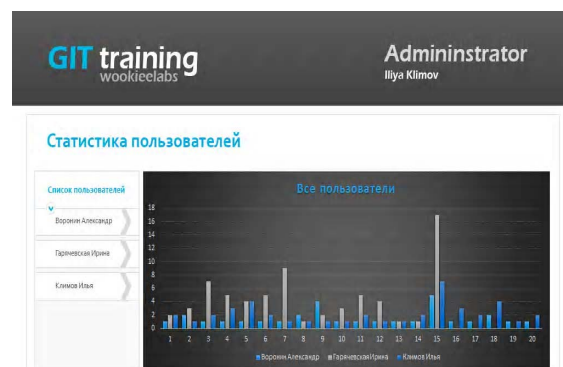 GIT training
wookieelabs
Admininstrator
Iliya Klimov
Статистика пользователей
Список пользователей
Воронин Александр
Гарячевская Ирина
Климов Илья
Все пользователи
18
16
14
12
10
8
6
4
2
0
1 2 3 4 5 6 7 8 9 10 11 12 13 14 15 16 17 18 19 20
Воронин Александр Гарячевская Ирина Климов Илья